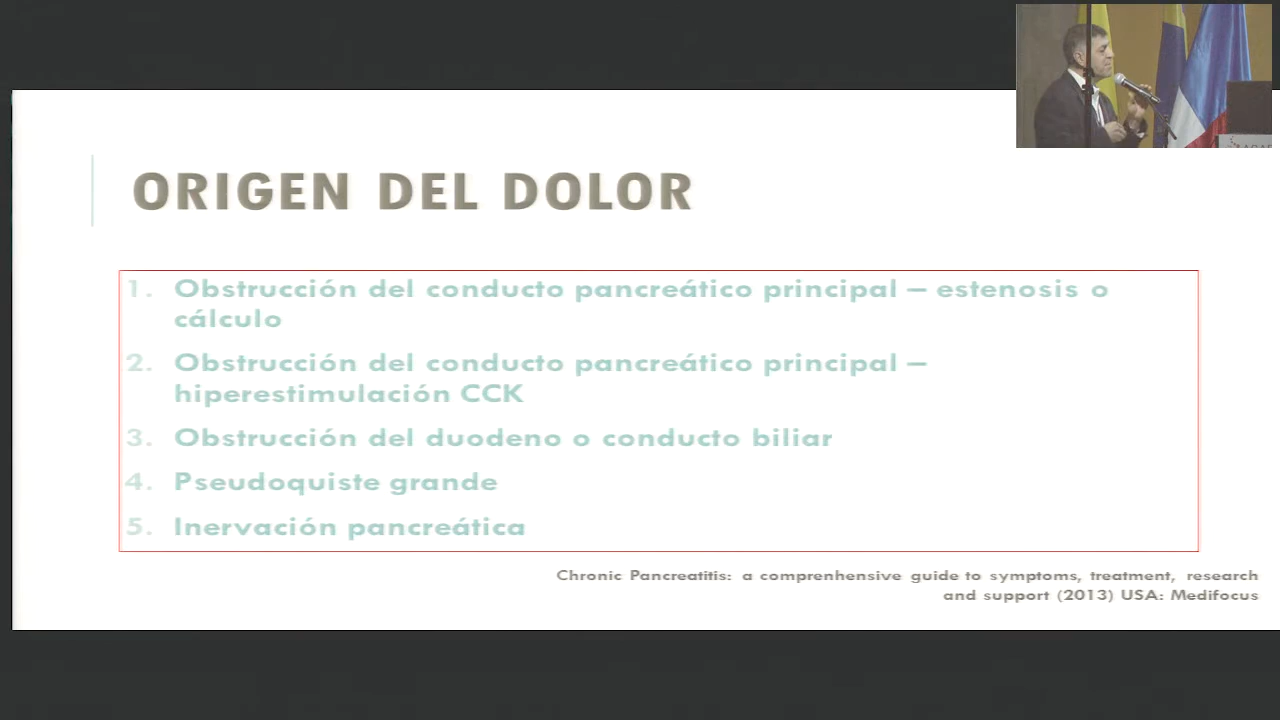 ORIGEN DEL DOLOR
1. Obstrucción del conducto pancreático principal – estenosis o
cálculo
2. Obstrucción del conducto pancreático principal –
hiperestimulación CCK
3. Obstrucción del duodeno o conducto biliar
4. Pseudoquiste grande
5. Inervación pancreática
Chronic Pancreatitis: a comprenhensive guide to symptoms, treatment, research
and support (2013) USA: Medifocus